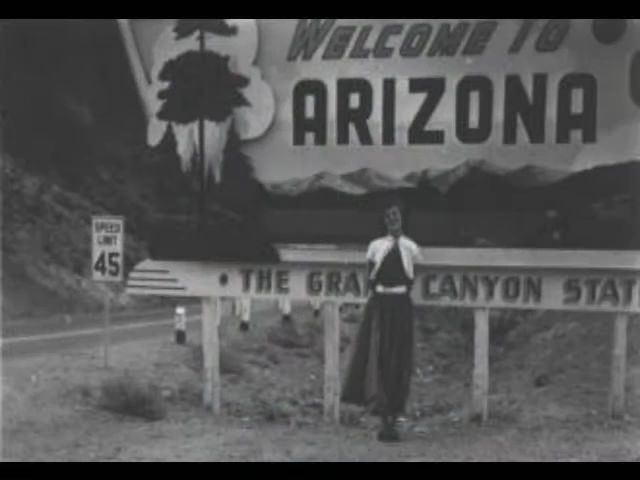 WELCOME TO
ARIZONA
SPEED
LIMIT
45
THE GRA CANYON STAT